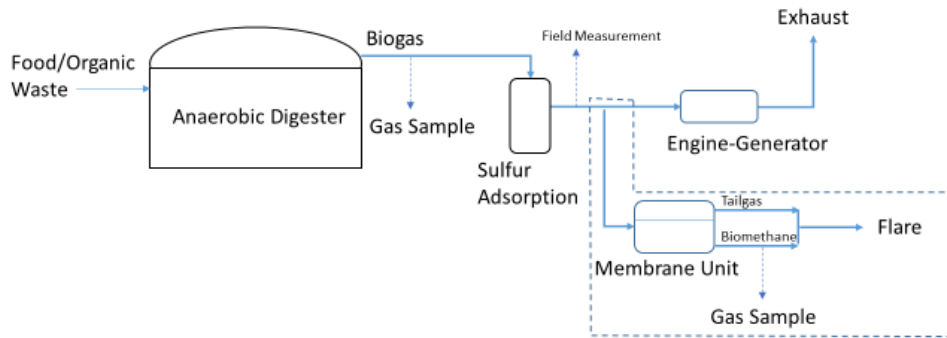 Exhaust
Biogas
Field Measurement
Food/Organic
Waste
Anaerobic Digester
Gas Sample
Engine-Generator
Sulfur
Adsorption
Tailgas
Biomethane
Flare
Membrane Unit
Gas Sample